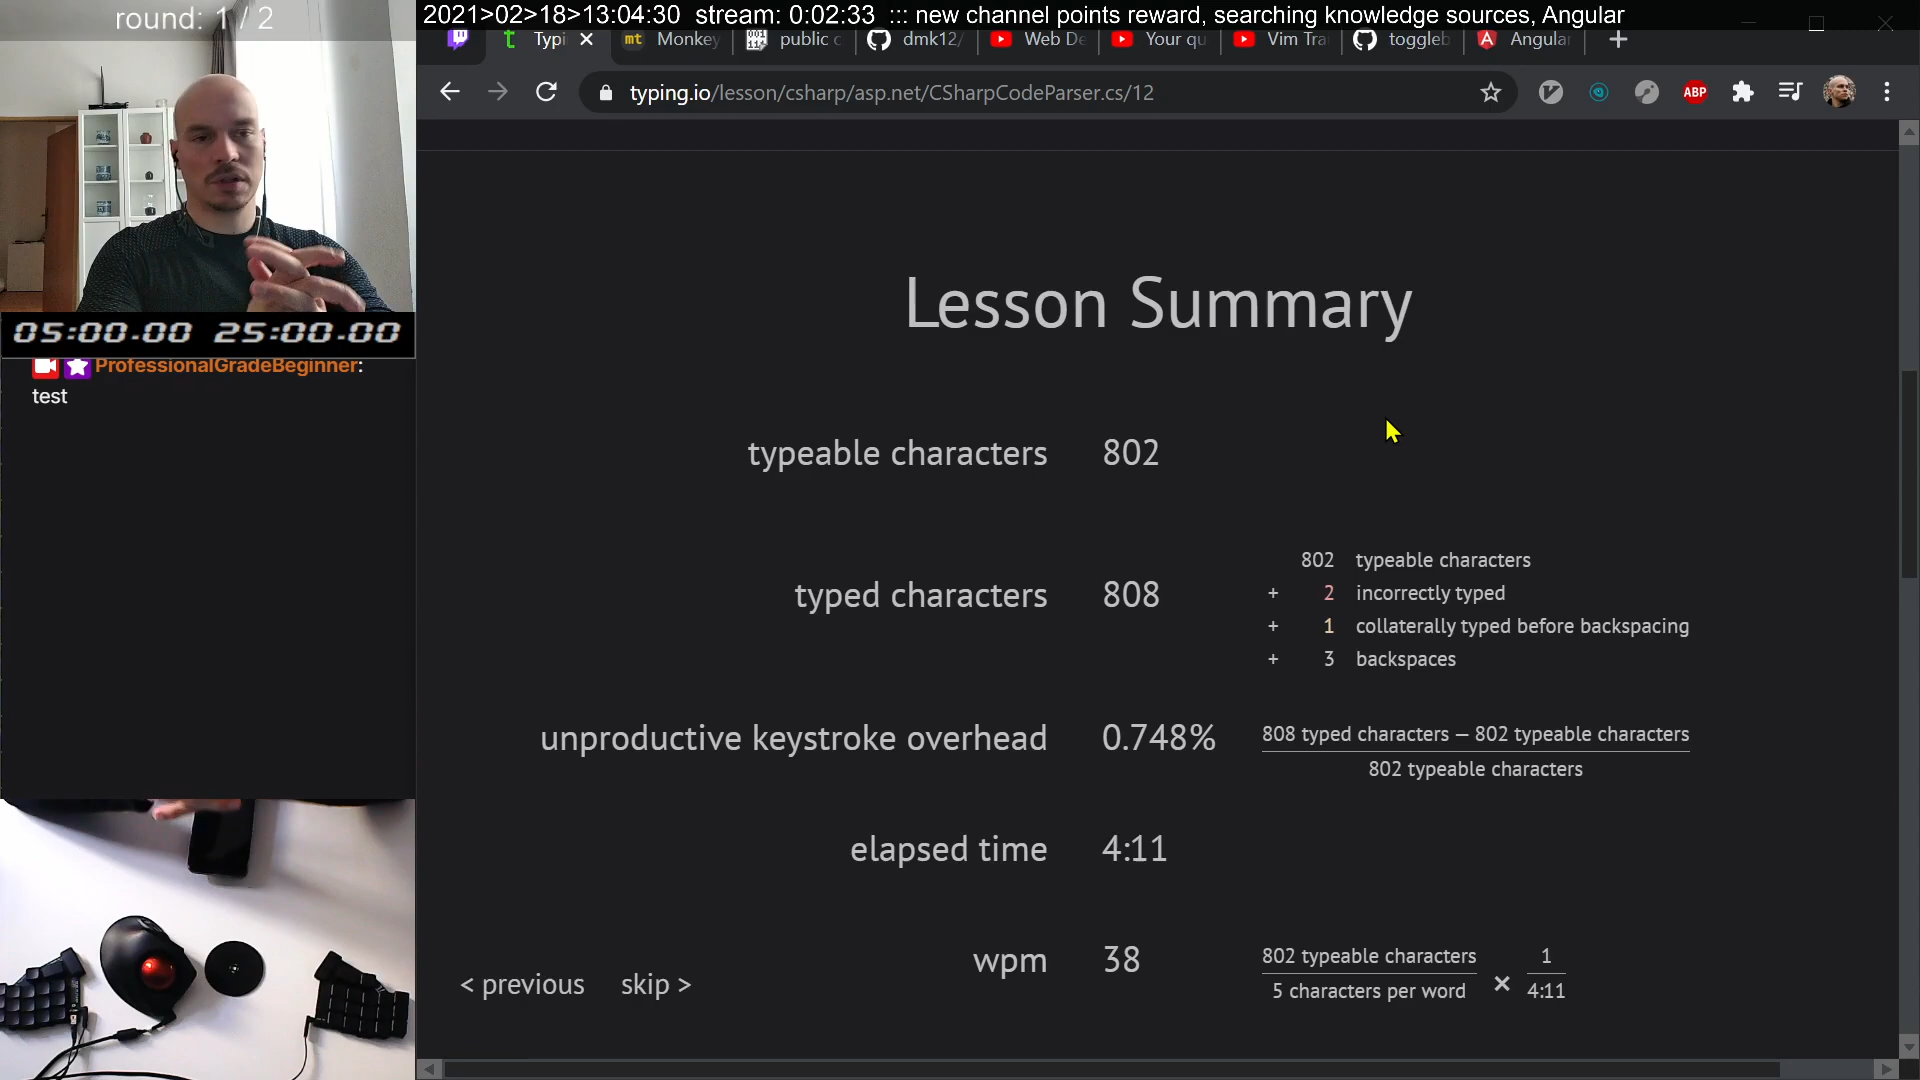 round: 1 / 2
2021>02>18>13:04:30 stream: 0:02:33 ::: new channel points reward, searching knowledge sources, Angular
Typi
mt Monkey
public c
dmk12/
Web De
Your qu
Vim Tra
toggleb
Angular
typing.io/lesson/csharp/asp.net/CSharpCodeParser.cs/12
ABP
05:00.00 25:00.00
ProfessionalGradeBeginner:
test
Lesson Summary
typeable characters 802
typed characters 808
802 typeable characters
+ 2 incorrectly typed
+ 1 collaterally typed before backspacing
+ 3 backspaces
unproductive keystroke overhead 0.748%
808 typed characters — 802 typeable characters
802 typeable characters
elapsed time 4:11
wpm 38
802 typeable characters
5 characters per word
×
1
4:11
< previous skip >